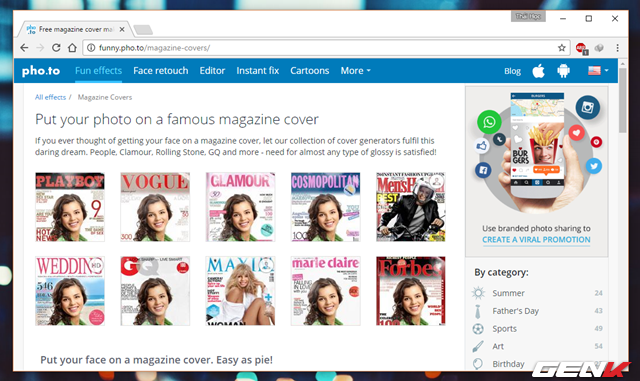 Free magazine cover mak
funny.pho.to/magazine-covers/
pho.to Fun effects Face retouch Editor Instant fix Cartoons More Blog
All effects / Magazine Covers
Put your photo on a famous magazine cover
If you ever thought of getting your face on a magazine cover, let our collection of cover generators fulfil this
daring dream. People, Clamour, Rolling Stone, GQ and more - need for almost any type of glossy is satisfied!
PLAYBOY
VOGUE
GLAMOUR
COSMOPOLITAN
Men's
WEDDING
GQ
MAXI
marie claire
Forbes
Put your face on a magazine cover. Easy as pie!
BURGERS
Use branded photo sharing to
CREATE A VIRAL PROMOTION
By category:
Summer 24
Father's Day 43
Sports 49
Art 54
Birthday
GENK